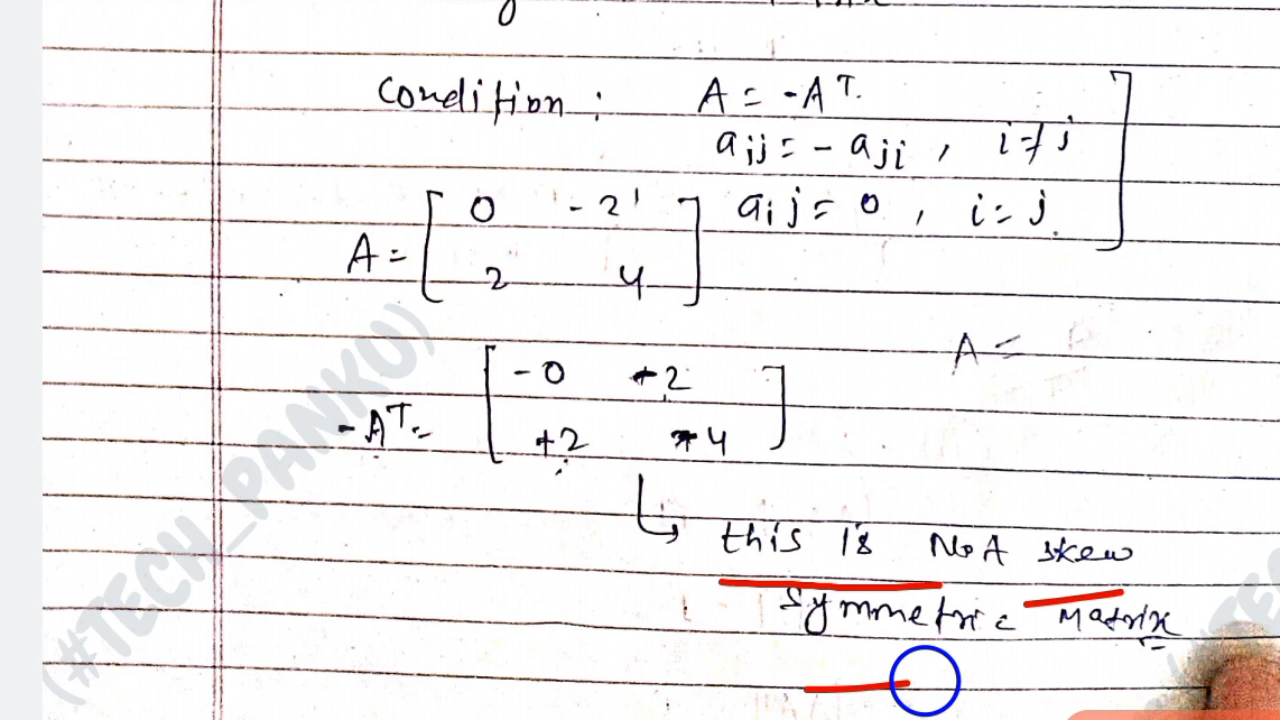 Condition : A = -Aᵀ.
aij = - aji , i ≠ j
aij = 0 , i = j.
A = [ 0 - 2
2 4 ]
A =
-Aᵀ = [ - 0 +2
+2 -4 ]
↳ this is Not skew
Symmetric Matrix
(#TECH_PANKU)